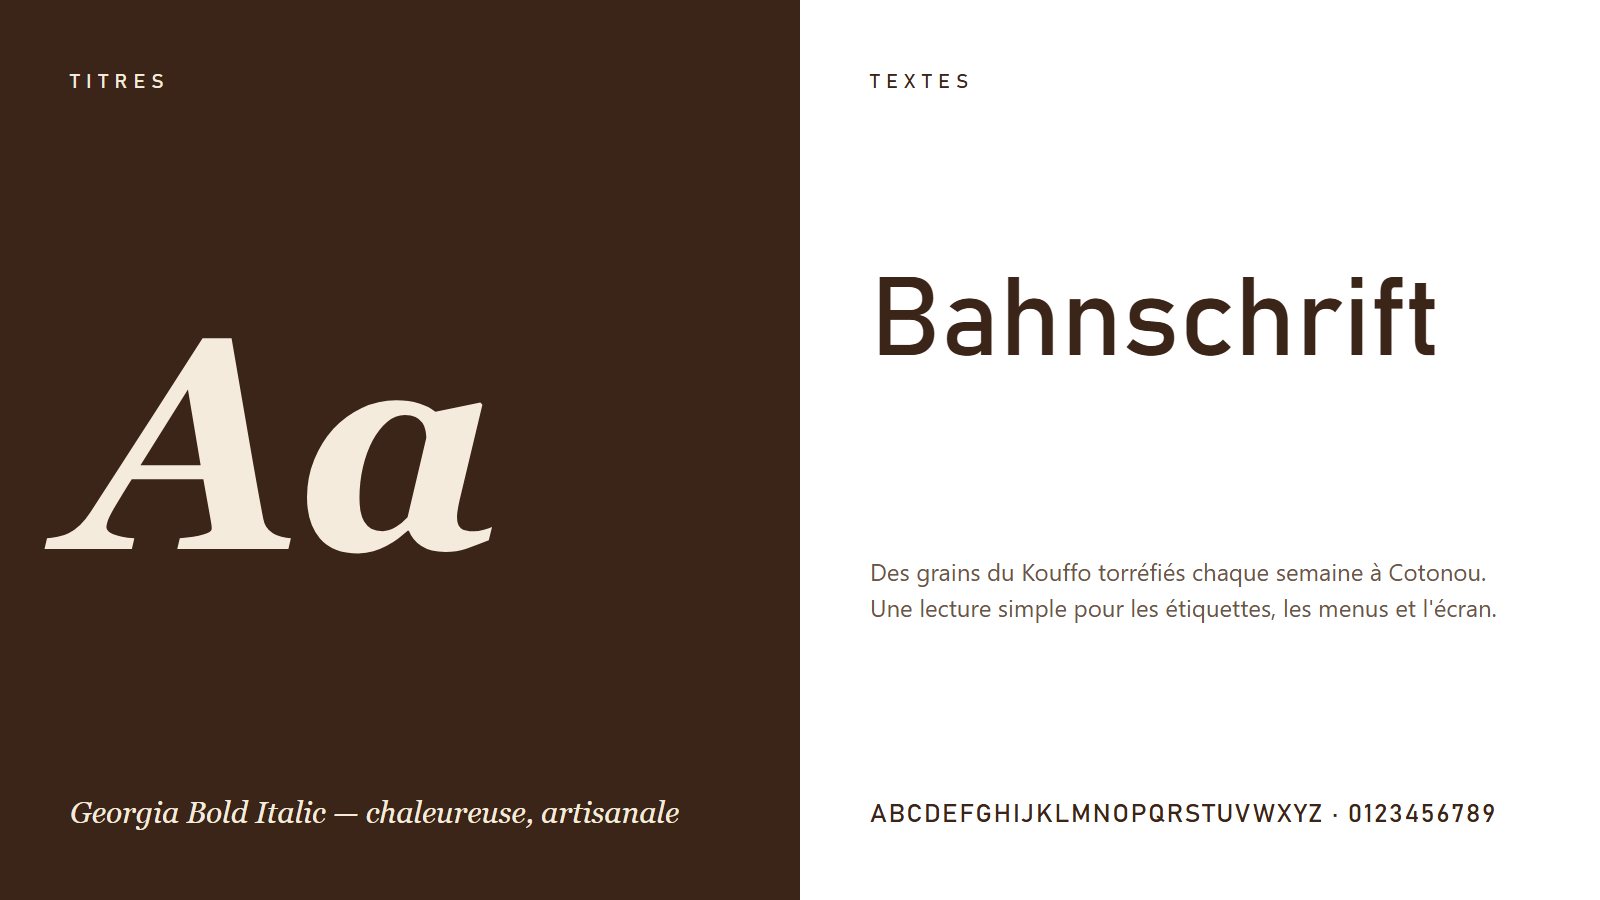 TITRES
Aa
Georgia Bold Italic — chaleureuse, artisanale
TEXTES
Bahnschrift
Des grains du Kouffo torréfiés chaque semaine à Cotonou.
Une lecture simple pour les étiquettes, les menus et l'écran.
ABCDEFGHIJKLMNOPQRSTUVWXYZ · 0123456789